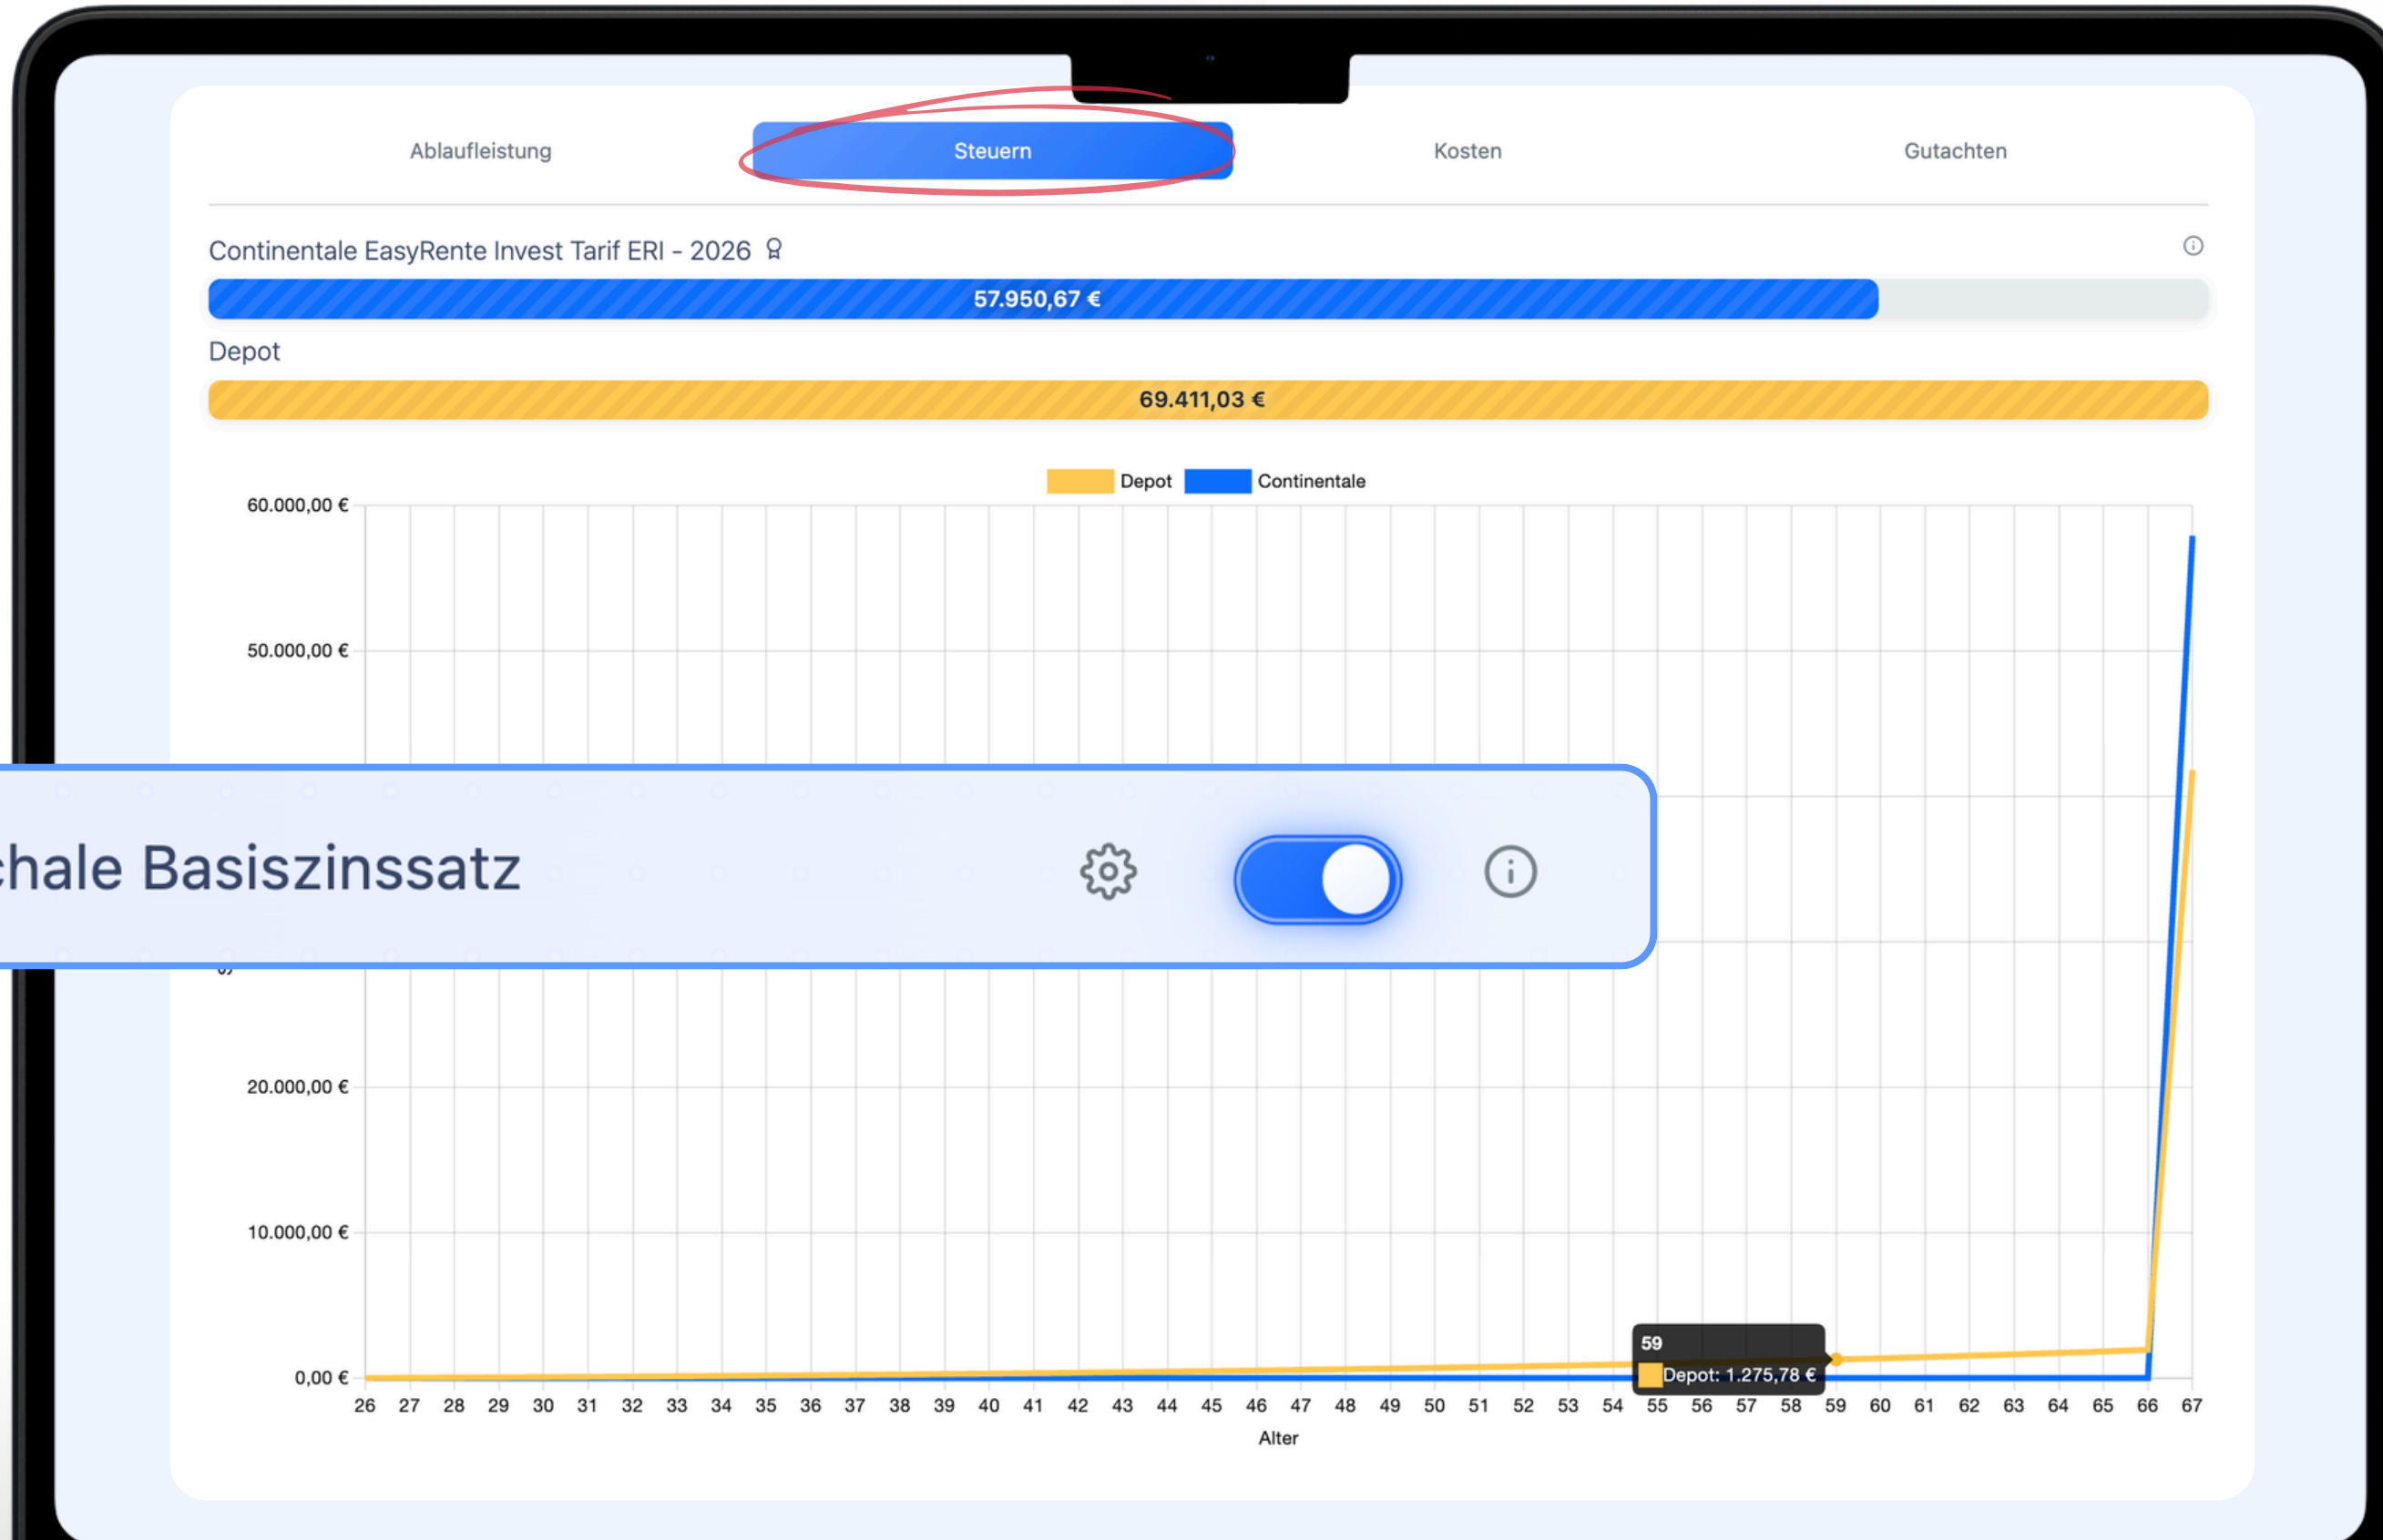 Ablaufleistung Steuern Kosten Gutachten
Continentale EasyRente Invest Tarif ERI - 2026
57.950,67 €
Depot
69.411,03 €
Depot Continentale
60.000,00 €
50.000,00 €
chale Basiszinssatz
20.000,00 €
10.000,00 €
59
Depot: 1.275,78 €
0,00 €
26 27 28 29 30 31 32 33 34 35 36 37 38 39 40 41 42 43 44 45 46 47 48 49 50 51 52 53 54 55 56 57 58 59 60 61 62 63 64 65 66 67
Alter